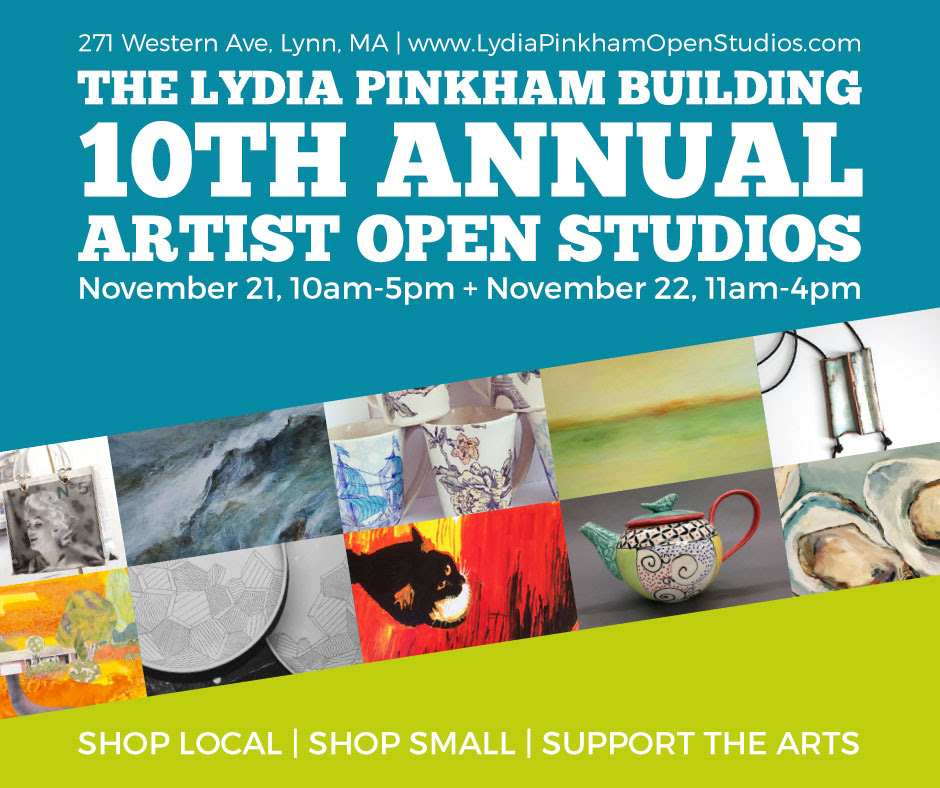 271 Western Ave, Lynn, MA | www.LydiaPinkhamOpenStudios.com
THE LYDIA PINKHAM BUILDING
10TH ANNUAL
ARTIST OPEN STUDIOS
November 21, 10am-5pm + November 22, 11am-4pm
SHOP LOCAL | SHOP SMALL | SUPPORT THE ARTS